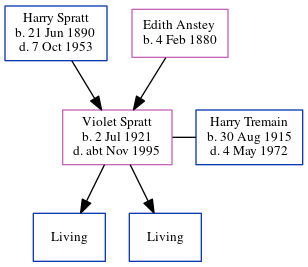 Harry Spratt
b. 21 Jun 1890
d. 7 Oct 1953
Edith Anstey
b. 4 Feb 1880
Violet Spratt
b. 2 Jul 1921
d. abt Nov 1995
Harry Tremain
b. 30 Aug 1915
d. 4 May 1972
Living
Living